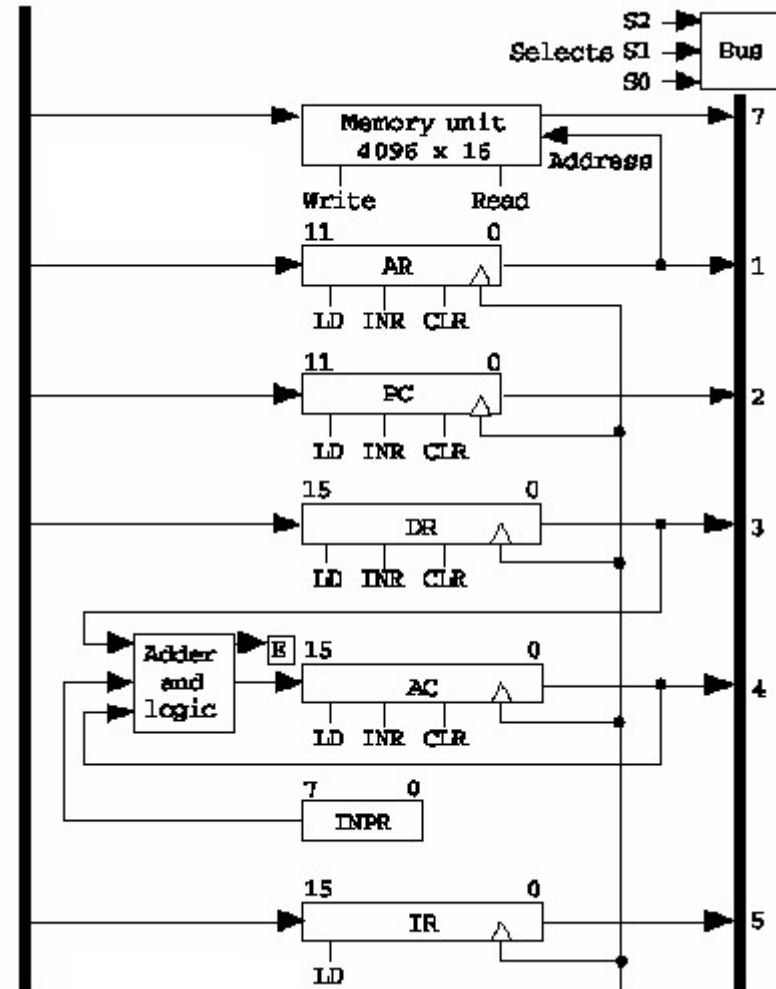 S2
Selects S1 Bus
S0
7
Memory unit
4096 x 16
Address
Write Read
11 0
AR 1
LD INR CLR
11 0
PC 2
LD INR CLR
15 0
DR 3
LD INR CLR
E 15 0
Adder
and
logic
AC 4
LD INR CLR
7 0
INPR
15 0
IR 5
LD